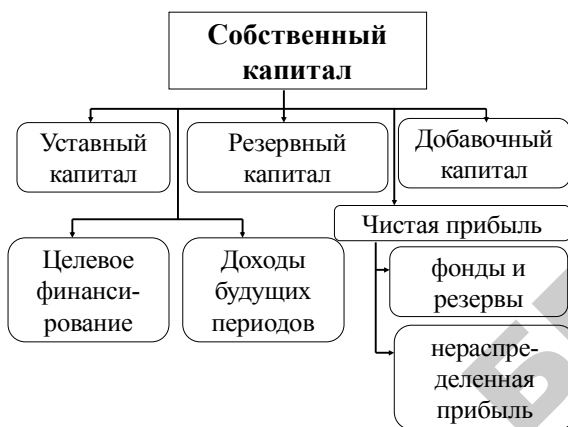 Собственный
капитал
Уставный
капитал
Резервный
капитал
Добавочный
капитал
Чистая прибыль
Целевое
финанси-
рование
Доходы
будущих
периодов
фонды и
резервы
нераспре-
деленная
прибыль